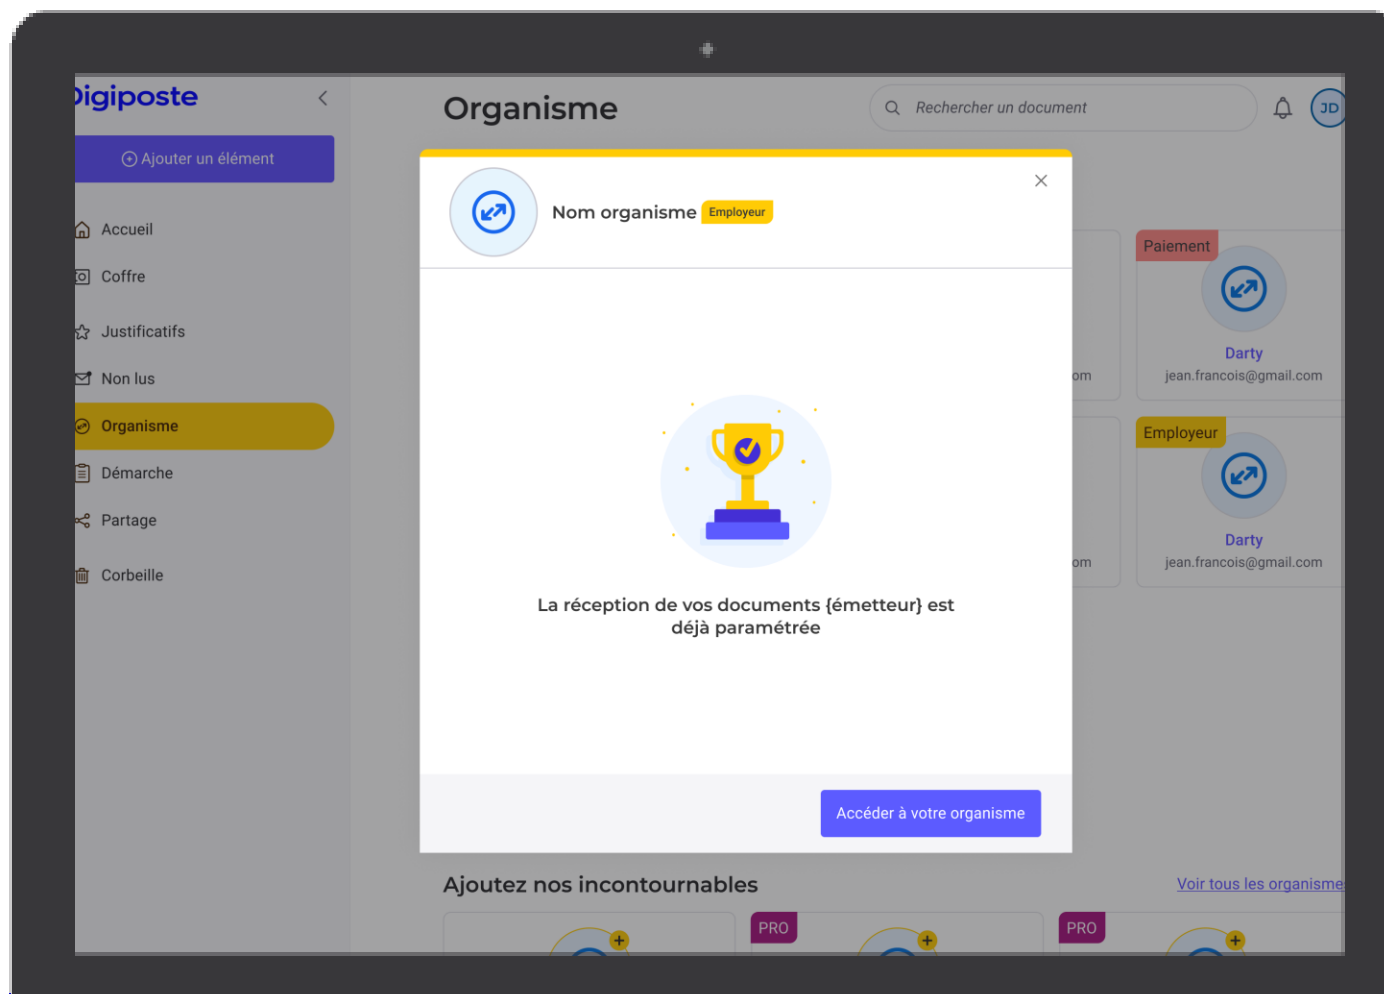 Digiposte
Organisme
Rechercher un document
JD
Ajouter un élément
Nom organisme
Employeur
Accueil
Coffre
Justificatifs
Non lus
Organisme
Démarche
Partage
Corbeille
Paiement
Darty
om
jean.francois@gmail.com
Employeur
Darty
om
jean.francois@gmail.com
La réception de vos documents {émetteur} est
déjà paramétrée
Accéder à votre organisme
Ajoutez nos incontournables
Voir tous les organismes
PRO
PRO